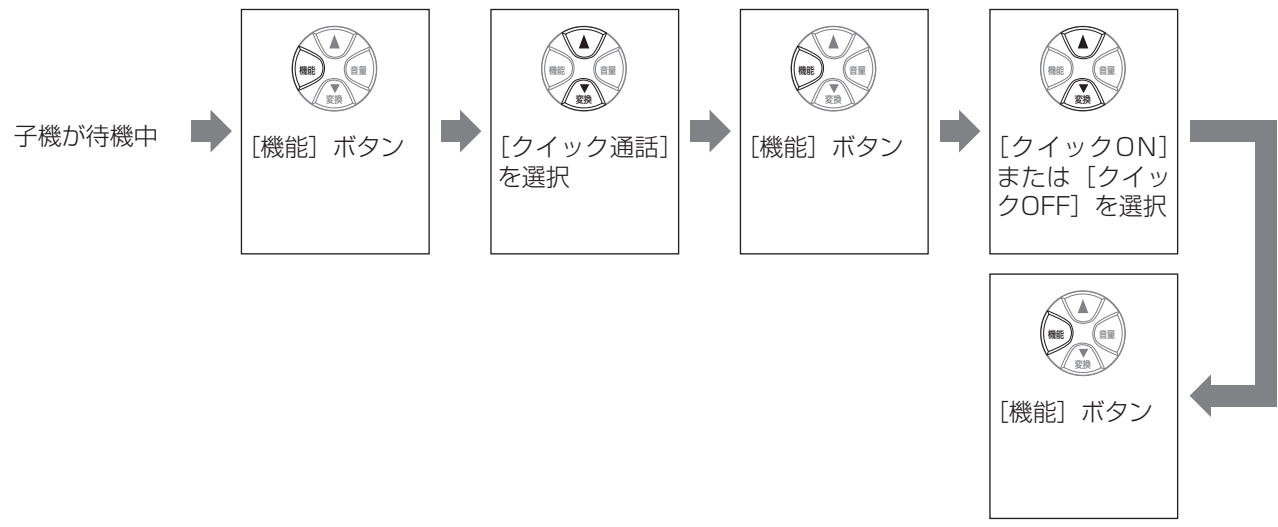 子機が待機中
機能
音量
変換
［機能］ボタン
機能
音量
変換
［クイック通話］
を選択
機能
音量
変換
［機能］ボタン
機能
音量
変換
［クイックON］
または［クイッ
クOFF］を選択
機能
音量
変換
［機能］ボタン